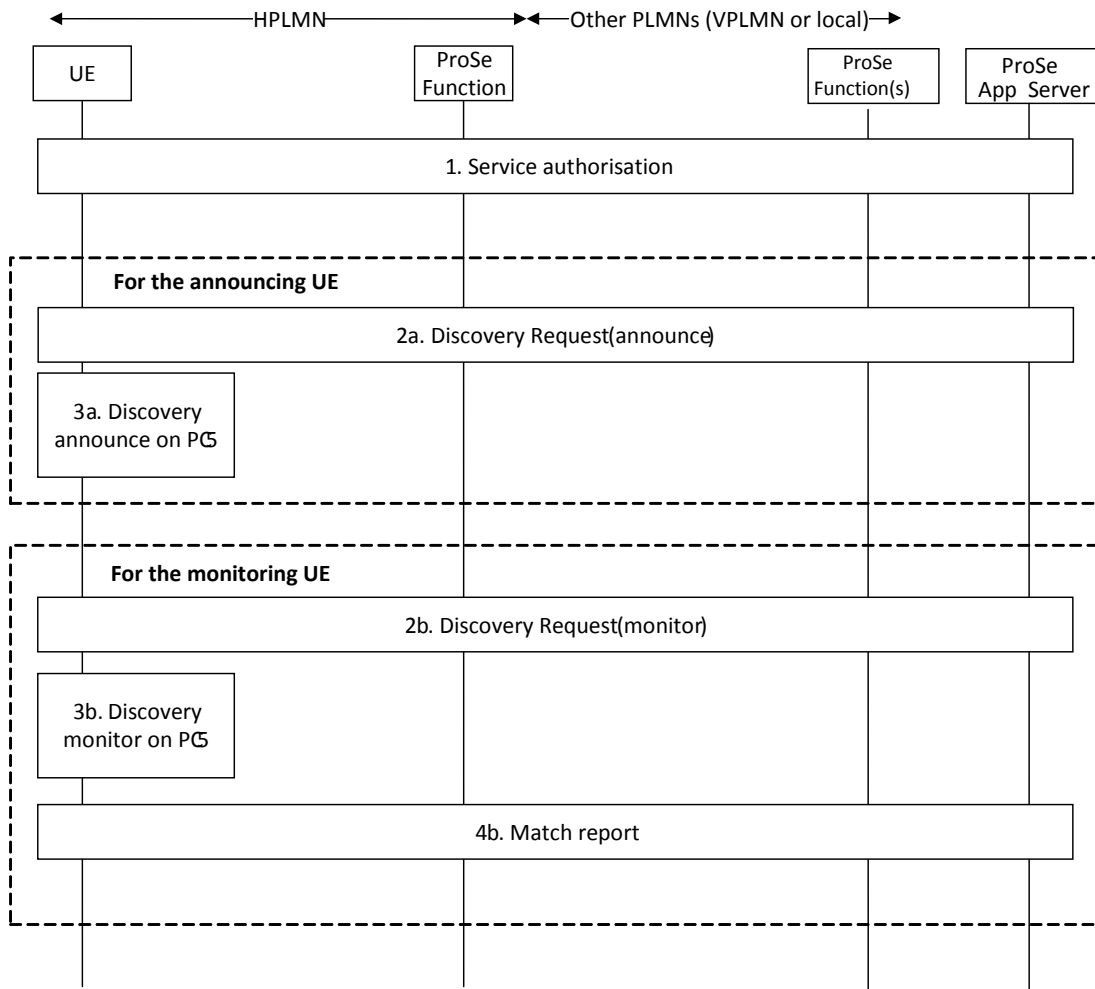 HPLMN
Other PLMNs (VPLMN or local)
UE
ProSe
Function
ProSe
Function(s)
ProSe
App Server
1. Service authorisation
For the announcing UE
2a. Discovery Request(announce)
3a. Discovery
announce on PC5
For the monitoring UE
2b. Discovery Request(monitor)
3b. Discovery
monitor on PC5
4b. Match report